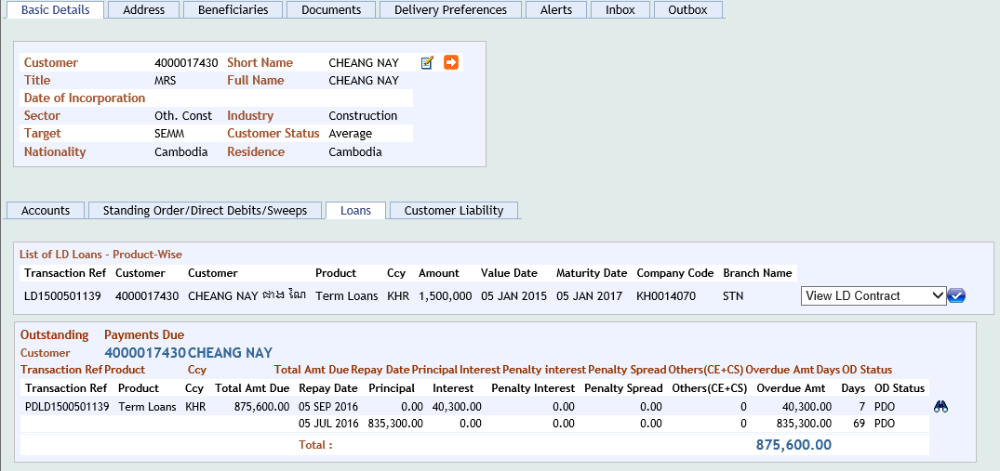 Basic Details Address Beneficiaries Documents Delivery Preferences Alerts Inbox Outbox
Customer 4000017430 Short Name CHEANG NAY
Title MRS Full Name CHEANG NAY
Date of Incorporation
Sector Oth. Const Industry Construction
Target SEMM Customer Status Average
Nationality Cambodia Residence Cambodia
Accounts Standing Order/Direct Debits/Sweeps Loans Customer Liability
List of LD Loans - Product-Wise
Transaction Ref Customer Customer Product Ccy Amount Value Date Maturity Date Company Code Branch Name
LD1500501139 4000017430 CHEANG NAY ជាង ណៃ Term Loans KHR 1,500,000 05 JAN 2015 05 JAN 2017 KH0014070 STN View LD Contract
Outstanding Payments Due
Customer 4000017430 CHEANG NAY
Transaction Ref Product Ccy Total Amt Due Repay Date Principal Interest Penalty interest Penalty Spread Others(CE+CS) Overdue Amt Days OD Status
Transaction Ref Product Ccy Total Amt Due Repay Date Principal Interest Penalty interest Penalty Spread Others(CE+CS) Overdue Amt Days OD Status
PDLD1500501139 Term Loans KHR 875,600.00 05 SEP 2016 0.00 40,300.00 0.00 0.00 0 40,300.00 7 PDO
05 JUL 2016 835,300.00 0.00 0.00 0.00 0 835,300.00 69 PDO
Total : 875,600.00